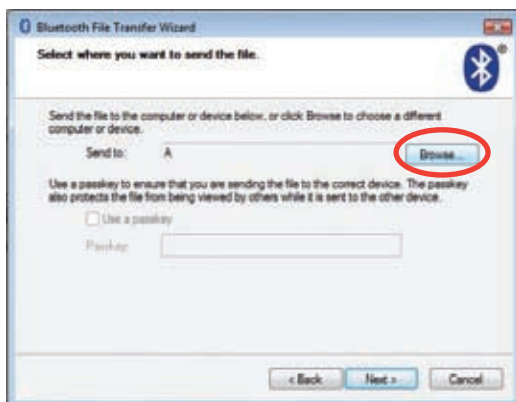 Bluetooth File Transfer Wizard
Select where you want to send the file.
Send the file to the computer or device below, or click Browse to choose a different
computer or device.
Send to: A Browse...
Use a passkey to ensure that you are sending the file to the correct device. The passkey
also protects the file from being viewed by others while it is sent to the other device.
Use a passkey
Passkey:
< Back Next > Cancel